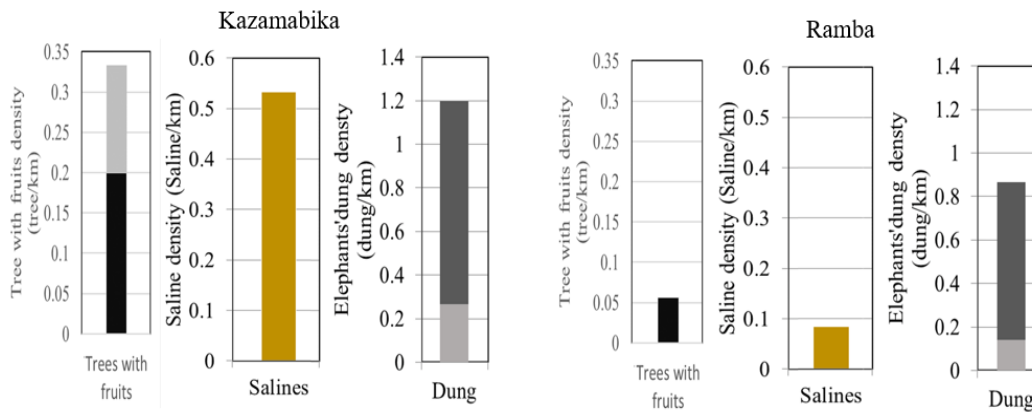 Kazamabika
Tree with fruits density
(tree/km)
0.35
0.3
0.25
0.2
0.15
0.1
0.05
0
Trees with
fruits
Saline density (Saline/km)
0.6
0.5
0.4
0.3
0.2
0.1
0
Salines
Elephants'dung density
(dung/km)
1.4
1.2
1
0.8
0.6
0.4
0.2
0
Dung
Ramba
Tree with fruits density
(tree/km)
0.35
0.3
0.25
0.2
0.15
0.1
0.05
0
Trees with
fruits
Saline density (Saline/km)
0.6
0.5
0.4
0.3
0.2
0.1
0
Salines
Elephants'dung densty
(dung/km)
1.4
1.2
1
0.8
0.6
0.4
0.2
0
Dung